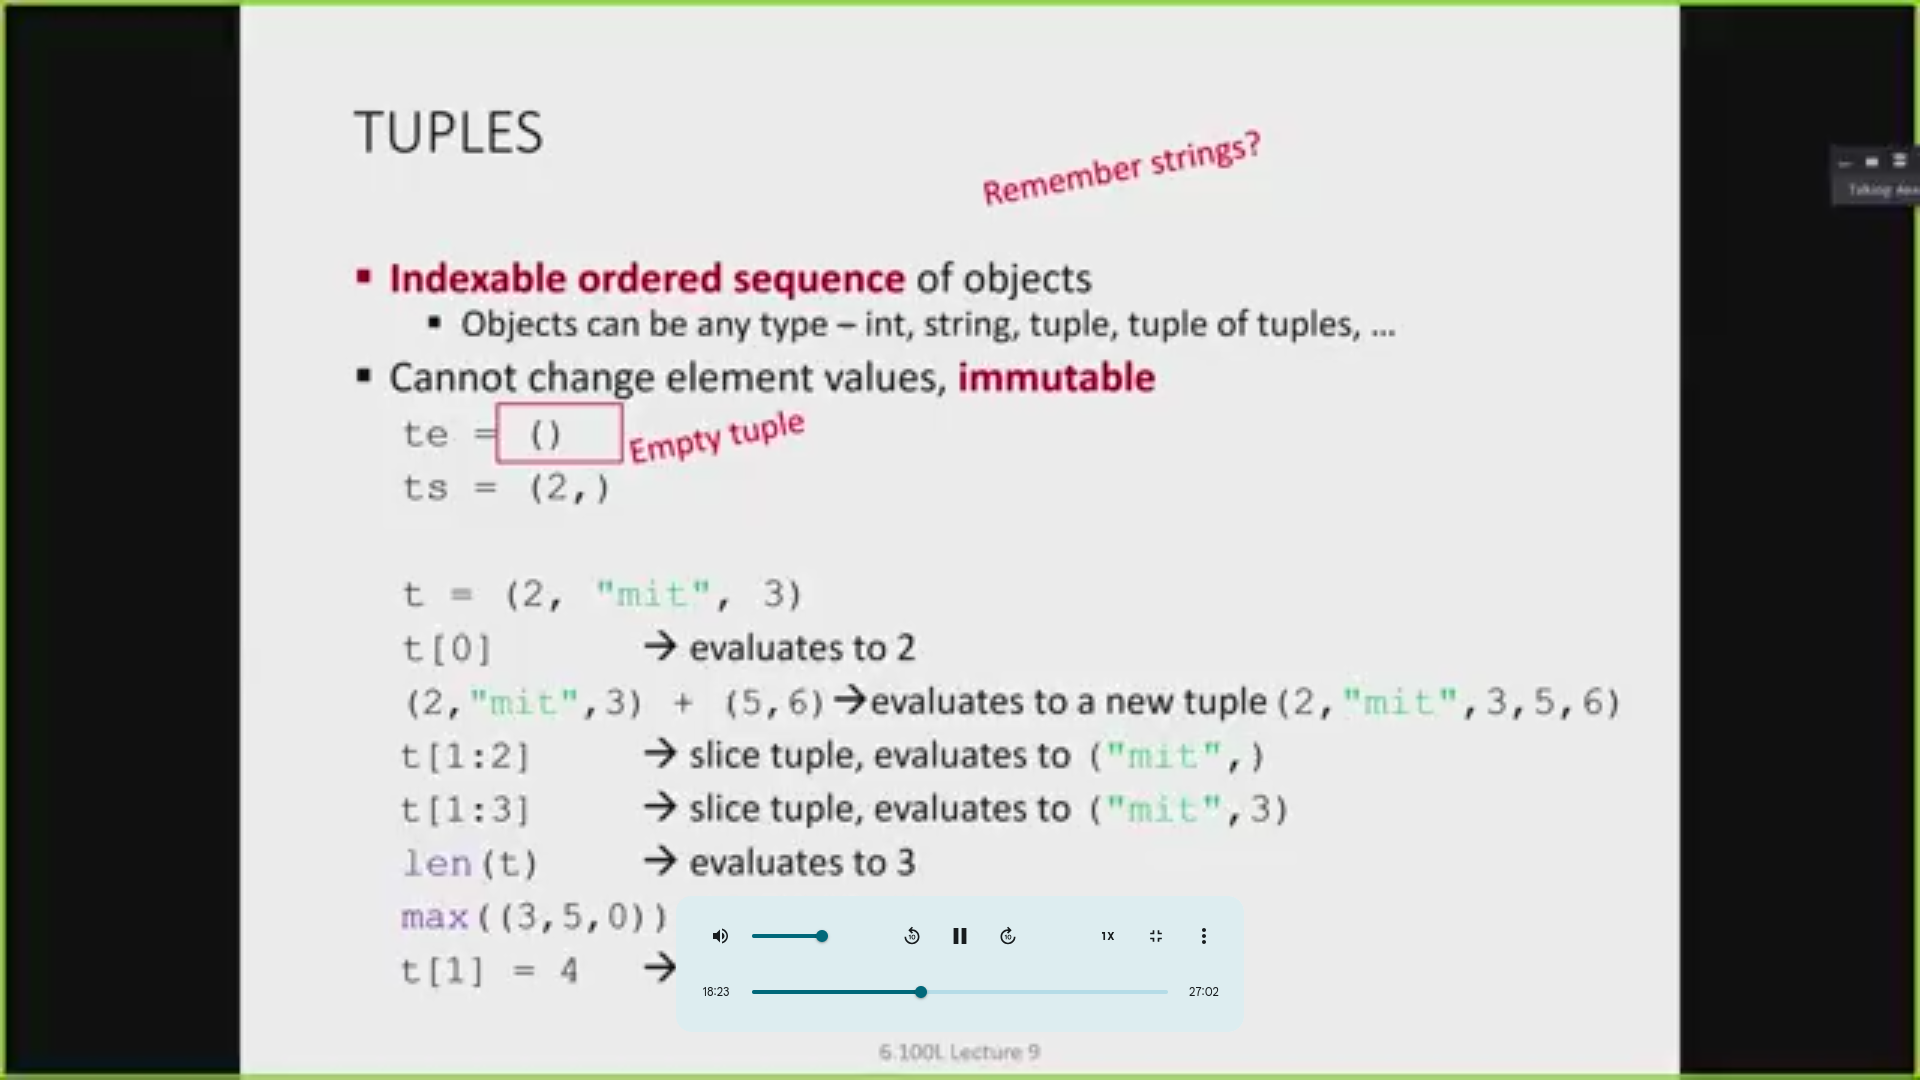 TUPLES
Remember strings?
Indexable ordered sequence of objects
Objects can be any type – int, string, tuple, tuple of tuples, ...
Cannot change element values, immutable
te = ()
Empty tuple
ts = (2,)
t = (2, "mit", 3)
t[0] → evaluates to 2
(2,"mit",3) + (5,6)→evaluates to a new tuple (2,"mit",3,5,6)
t[1:2] → slice tuple, evaluates to ("mit",)
t[1:3] → slice tuple, evaluates to ("mit",3)
len(t) → evaluates to 3
max((3,5,0))
t[1] = 4 →
10
10
1X
18:23
27:02
6.100L Lecture 9
Talking: